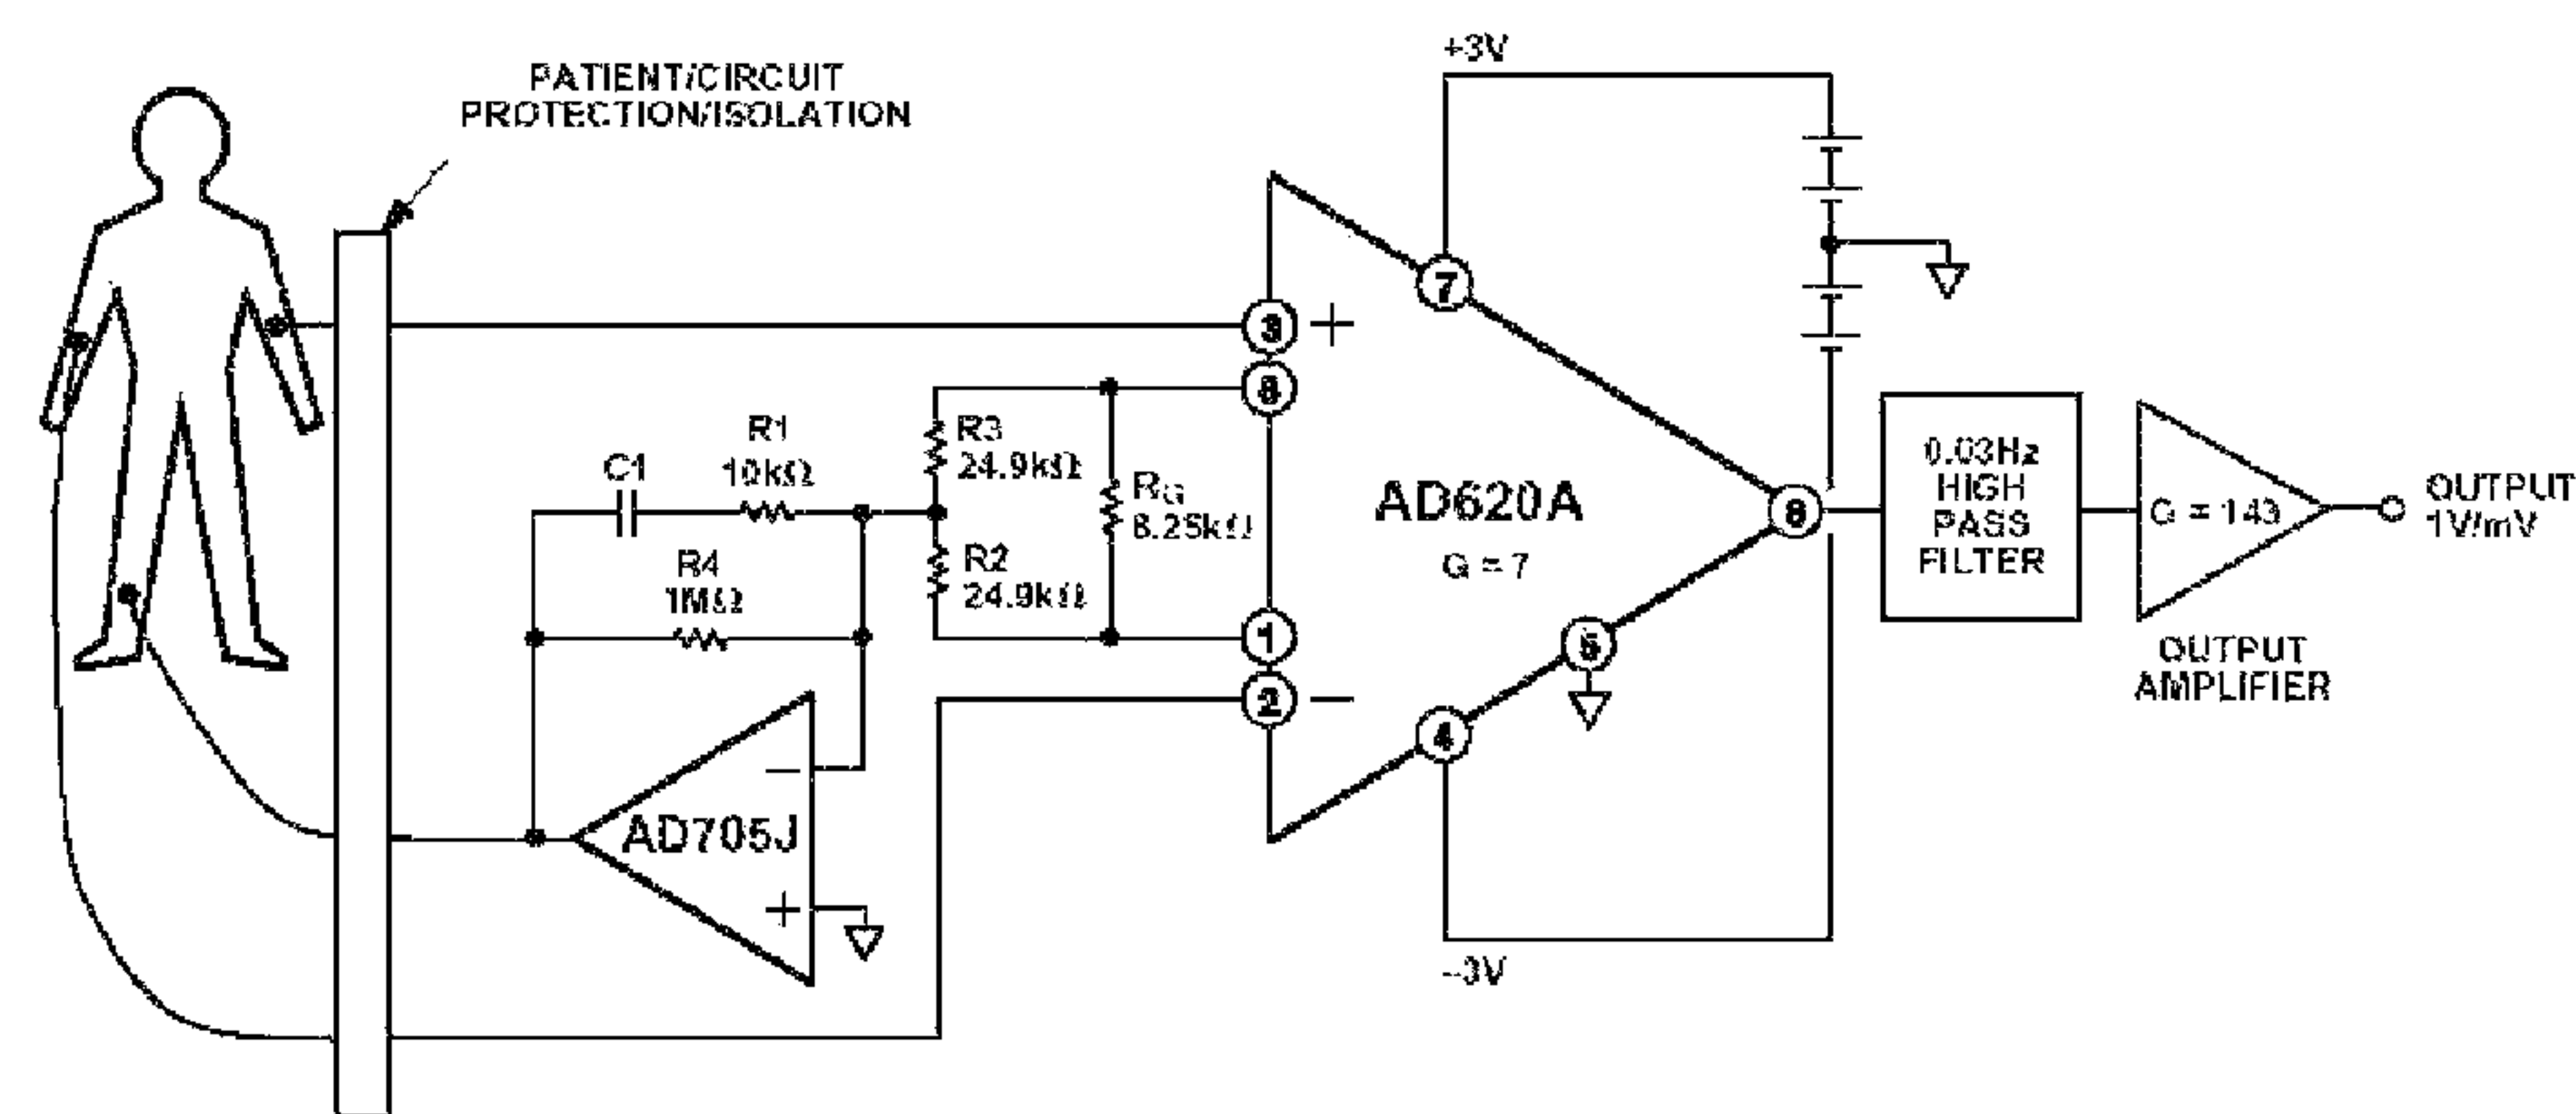 PATIENT/CIRCUIT
PROTECTION/ISOLATION
+3V
7
3
+
R1
10kΩ
C1
R3
24.9kΩ
RG
8.25kΩ
AD620A
G = 7
6
0.03Hz
HIGH
PASS
FILTER
G = 143
OUTPUT
1V/mV
R4
1MΩ
R2
24.9kΩ
1
5
2
−
4
OUTPUT
AMPLIFIER
−
AD705J
+
−3V